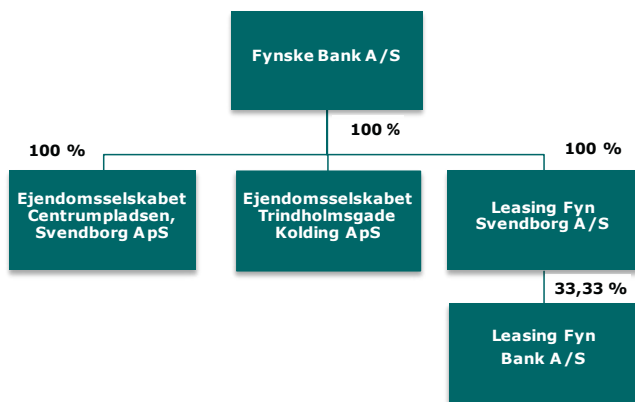 Fynske Bank A/S
100 %
100 %
100 %
Ejendomsselskabet
Centrumpladsen,
Svendborg ApS
Ejendomsselskabet
Trindholmsgade
Kolding ApS
Leasing Fyn
Svendborg A/S
33,33 %
Leasing Fyn
Bank A/S